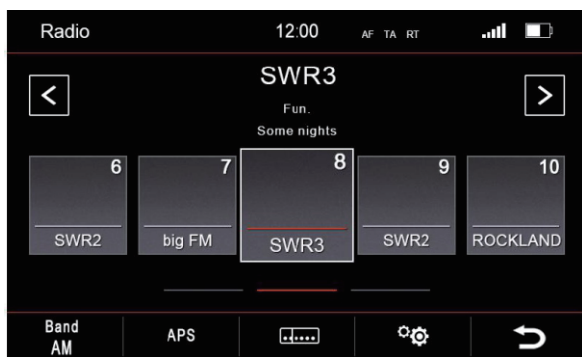 Radio 12:00 AF TA RT
SWR3
Fun.
Some nights
6 7 8 9 10
SWR2 big FM SWR3 SWR2 ROCKLAND
Band
AM APS